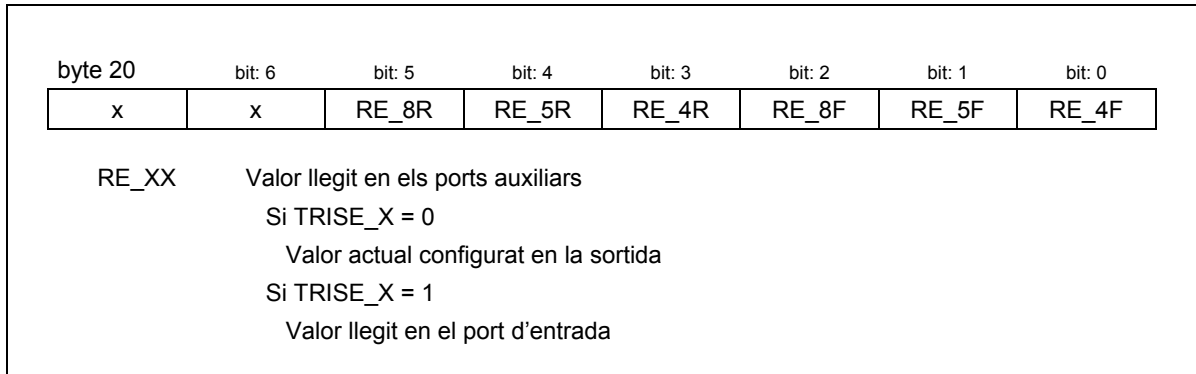 byte 20 bit: 6 bit: 5 bit: 4 bit: 3 bit: 2 bit: 1 bit: 0
x x RE_8R RE_5R RE_4R RE_8F RE_5F RE_4F
RE_XX Valor llegit en els ports auxiliars
Si TRISE_X = 0
Valor actual configurat en la sortida
Si TRISE_X = 1
Valor llegit en el port d’entrada